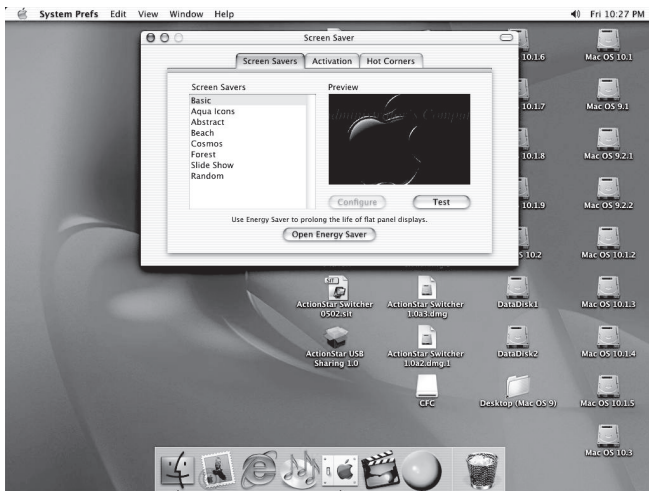 System Prefs Edit View Window Help Fri 10:27 PM
Screen Saver
Screen Savers Activation Hot Corners
Screen Savers
Basic
Aqua Icons
Abstract
Beach
Cosmos
Forest
Slide Show
Random
Preview
Configure Test
Use Energy Saver to prolong the life of flat panel displays.
Open Energy Saver
10.1.6 Mac OS 10.1
10.1.7 Mac OS 9.1
10.1.8 Mac OS 9.2.1
10.1.9 Mac OS 9.2.2
10.2 Mac OS 10.1.2
SIT
ActionStar Switcher
0502.sit
ActionStar Switcher
1.0a3.dmg
DataDisk1
Mac OS 10.1.3
ActionStar USB
Sharing 1.0
ActionStar Switcher
1.0a2.dmg.1
DataDisk2
Mac OS 10.1.4
CFC
Desktop (Mac OS 9)
Mac OS 10.1.5
Mac OS 10.3